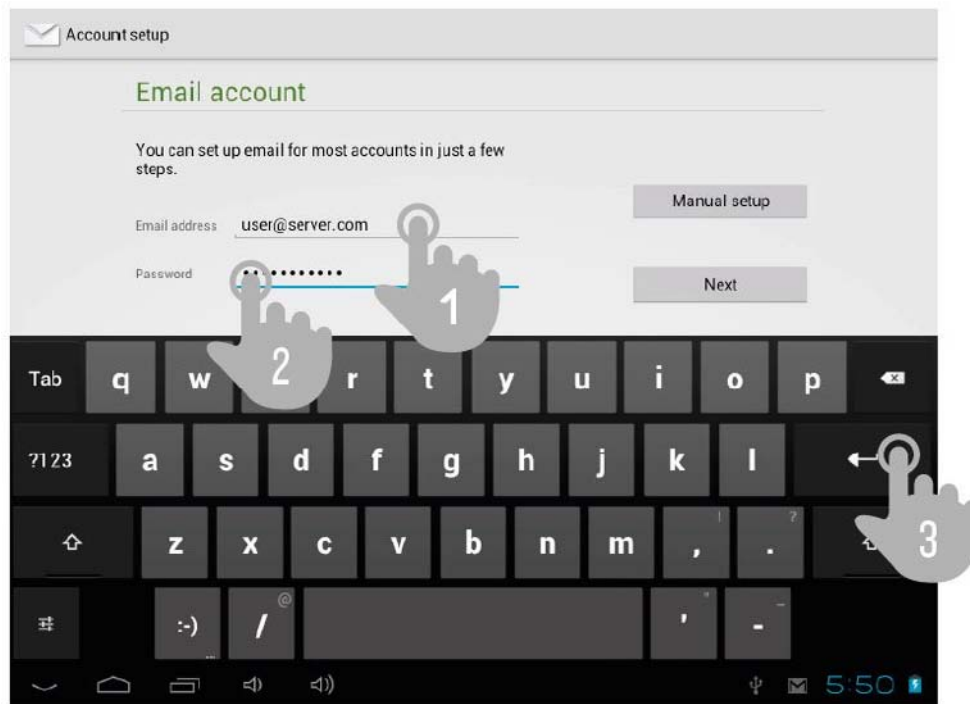 Account setup
Email account
You can set up email for most accounts in just a few
steps.
Manual setup
Email address user@server.com
Password •••••••••••
Next
1
2
Tab q w r t y u i o p
?123 a s d f g h j k l
3
z x c v b n m , ! . ?
:-) ... / @ ' " - _
5:50